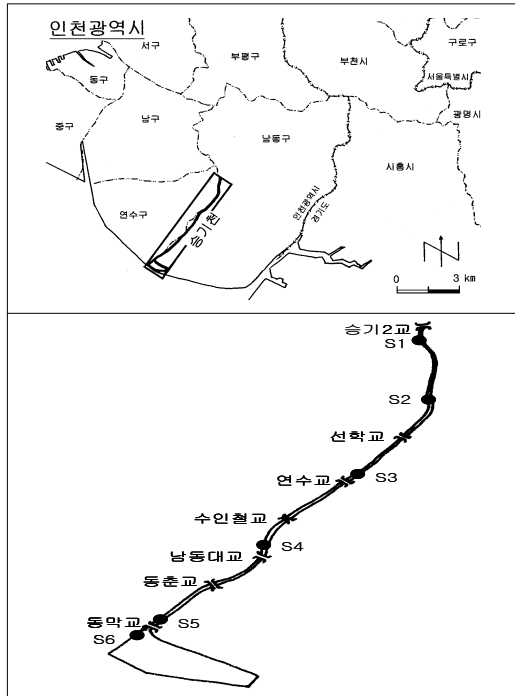 인천광역시
서구
부평구
부천시
구로구
서울특별시
동구
광명시
중구
남구
남동구
시흥시
연수구
승기천
인천광역시
경기도
N
0 3 km
승기2교
S1
S2
선학교
S3
연수교
수인철교
S4
남동대교
동춘교
S5
동막교
S6